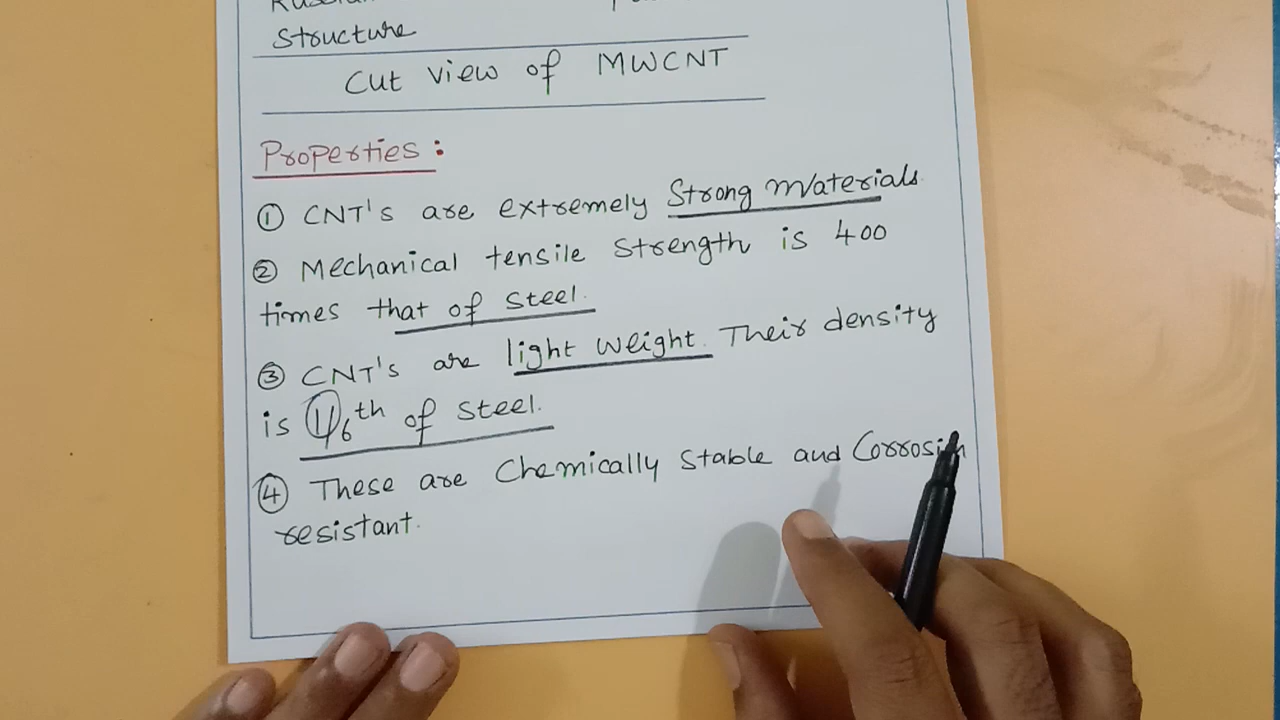 Structure
Cut view of MWCNT
Properties :
① CNT's are extremely Strong materials.
② Mechanical tensile strength is 400
times that of steel.
③ CNT's are light weight. Their density
is 1/6th of steel.
④ These are Chemically stable and Corrosion
resistant.